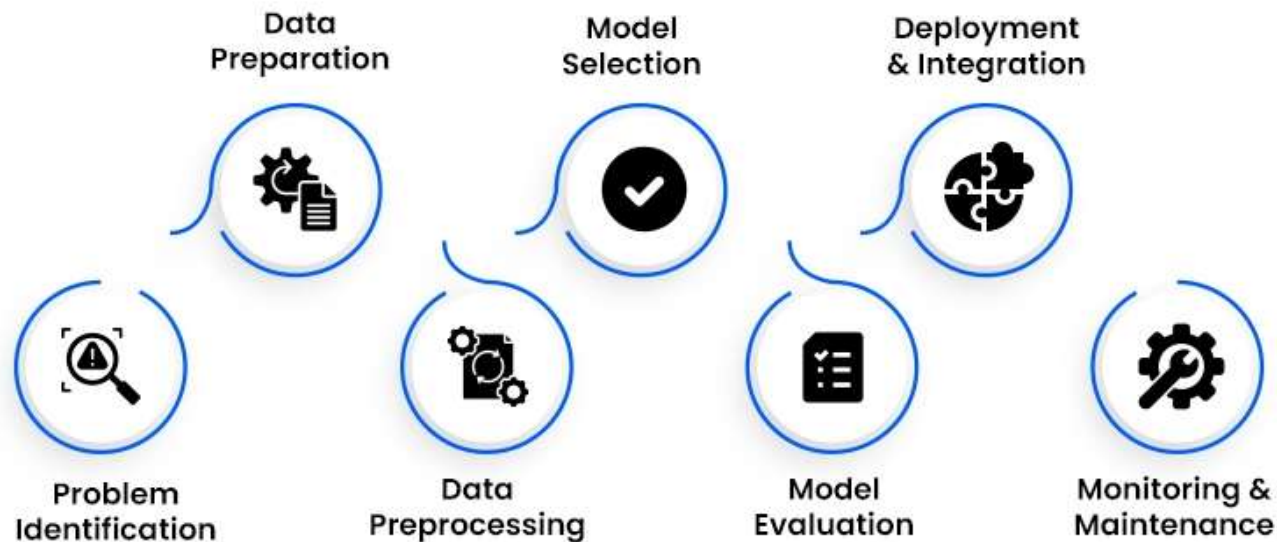 Data
Preparation
Model
Selection
Deployment
& Integration
Problem
Identification
Data
Preprocessing
Model
Evaluation
Monitoring &
Maintenance